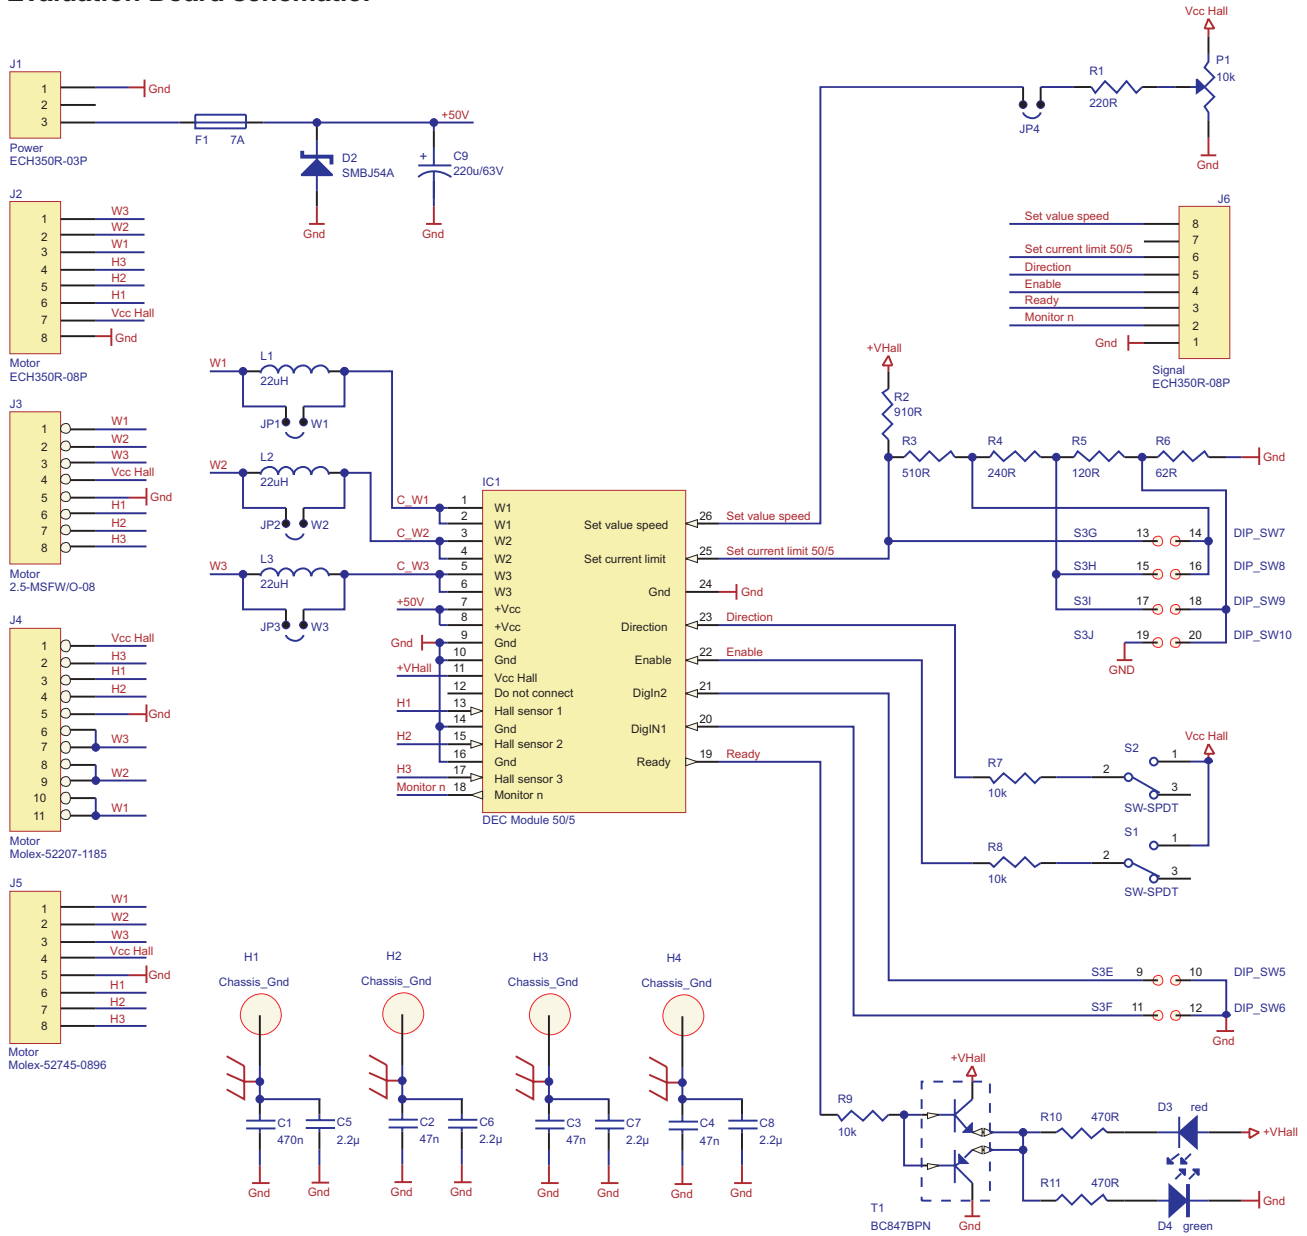 Evaluation Board schematic.
J1
1
2
3
Gnd
Power
ECH350R-03P
F1 7A
+50V
D2
SMBJ54A
Gnd
+
C9
220u/63V
Gnd
J2
1 W3
2 W2
3 W1
4 H3
5 H2
6 H1
7 Vcc Hall
8 Gnd
Motor
ECH350R-08P
J3
1 W1
2 W2
3 W3
4 Vcc Hall
5 Gnd
6 H1
7 H2
8 H3
Motor
2.5-MSFW/O-08
J4
1 Vcc Hall
2 H3
3 H1
4 H2
5 Gnd
6
7 W3
8
9 W2
10
11 W1
Motor
Molex-52207-1185
J5
1 W1
2 W2
3 W3
4 Vcc Hall
5 Gnd
6 H1
7 H2
8 H3
Motor
Molex-52745-0896
W1
L1
22uH
JP1 W1
W2
L2
22uH
JP2 W2
W3
L3
22uH
JP3 W3
IC1
C_W1 1 W1
2 W1
C_W2 3 W2
4 W2
C_W3 5 W3
6 W3
+50V 7 +Vcc
8 +Vcc
Gnd 9 Gnd
10 Gnd
+VHall 11 Vcc Hall
12 Do not connect
H1 13 Hall sensor 1
14 Gnd
H2 15 Hall sensor 2
16 Gnd
H3 17 Hall sensor 3
Monitor n 18 Monitor n
Set value speed 26 Set value speed
Set current limit 25 Set current limit 50/5
Gnd 24 Gnd
Direction 23 Direction
Enable 22 Enable
DigIn2 21
DigIN1 20
Ready 19 Ready
DEC Module 50/5
Vcc Hall
P1
10k
R1
220R
JP4
Gnd
J6
Set value speed 8
7
Set current limit 50/5 6
Direction 5
Enable 4
Ready 3
Monitor n 2
Gnd 1
Signal
ECH350R-08P
+VHall
R2
910R
R3
510R
R4
240R
R5
120R
R6
62R
Gnd
S3G 13 14 DIP_SW7
S3H 15 16 DIP_SW8
S3I 17 18 DIP_SW9
S3J 19 20 DIP_SW10
GND
Vcc Hall
S2
1
2
3
SW-SPDT
R7
10k
S1
1
2
3
SW-SPDT
R8
10k
S3E 9 10 DIP_SW5
S3F 11 12 DIP_SW6
Gnd
H1
Chassis_Gnd
C1
470n
C5
2.2µ
Gnd
Gnd
H2
Chassis_Gnd
C2
47n
C6
2.2µ
Gnd
Gnd
H3
Chassis_Gnd
C3
47n
C7
2.2µ
Gnd
Gnd
H4
Chassis_Gnd
C4
47n
C8
2.2µ
Gnd
Gnd
+VHall
R9
10k
T1
BC847BPN
Gnd
R10 470R
D3 red
+VHall
R11 470R
D4 green
Gnd